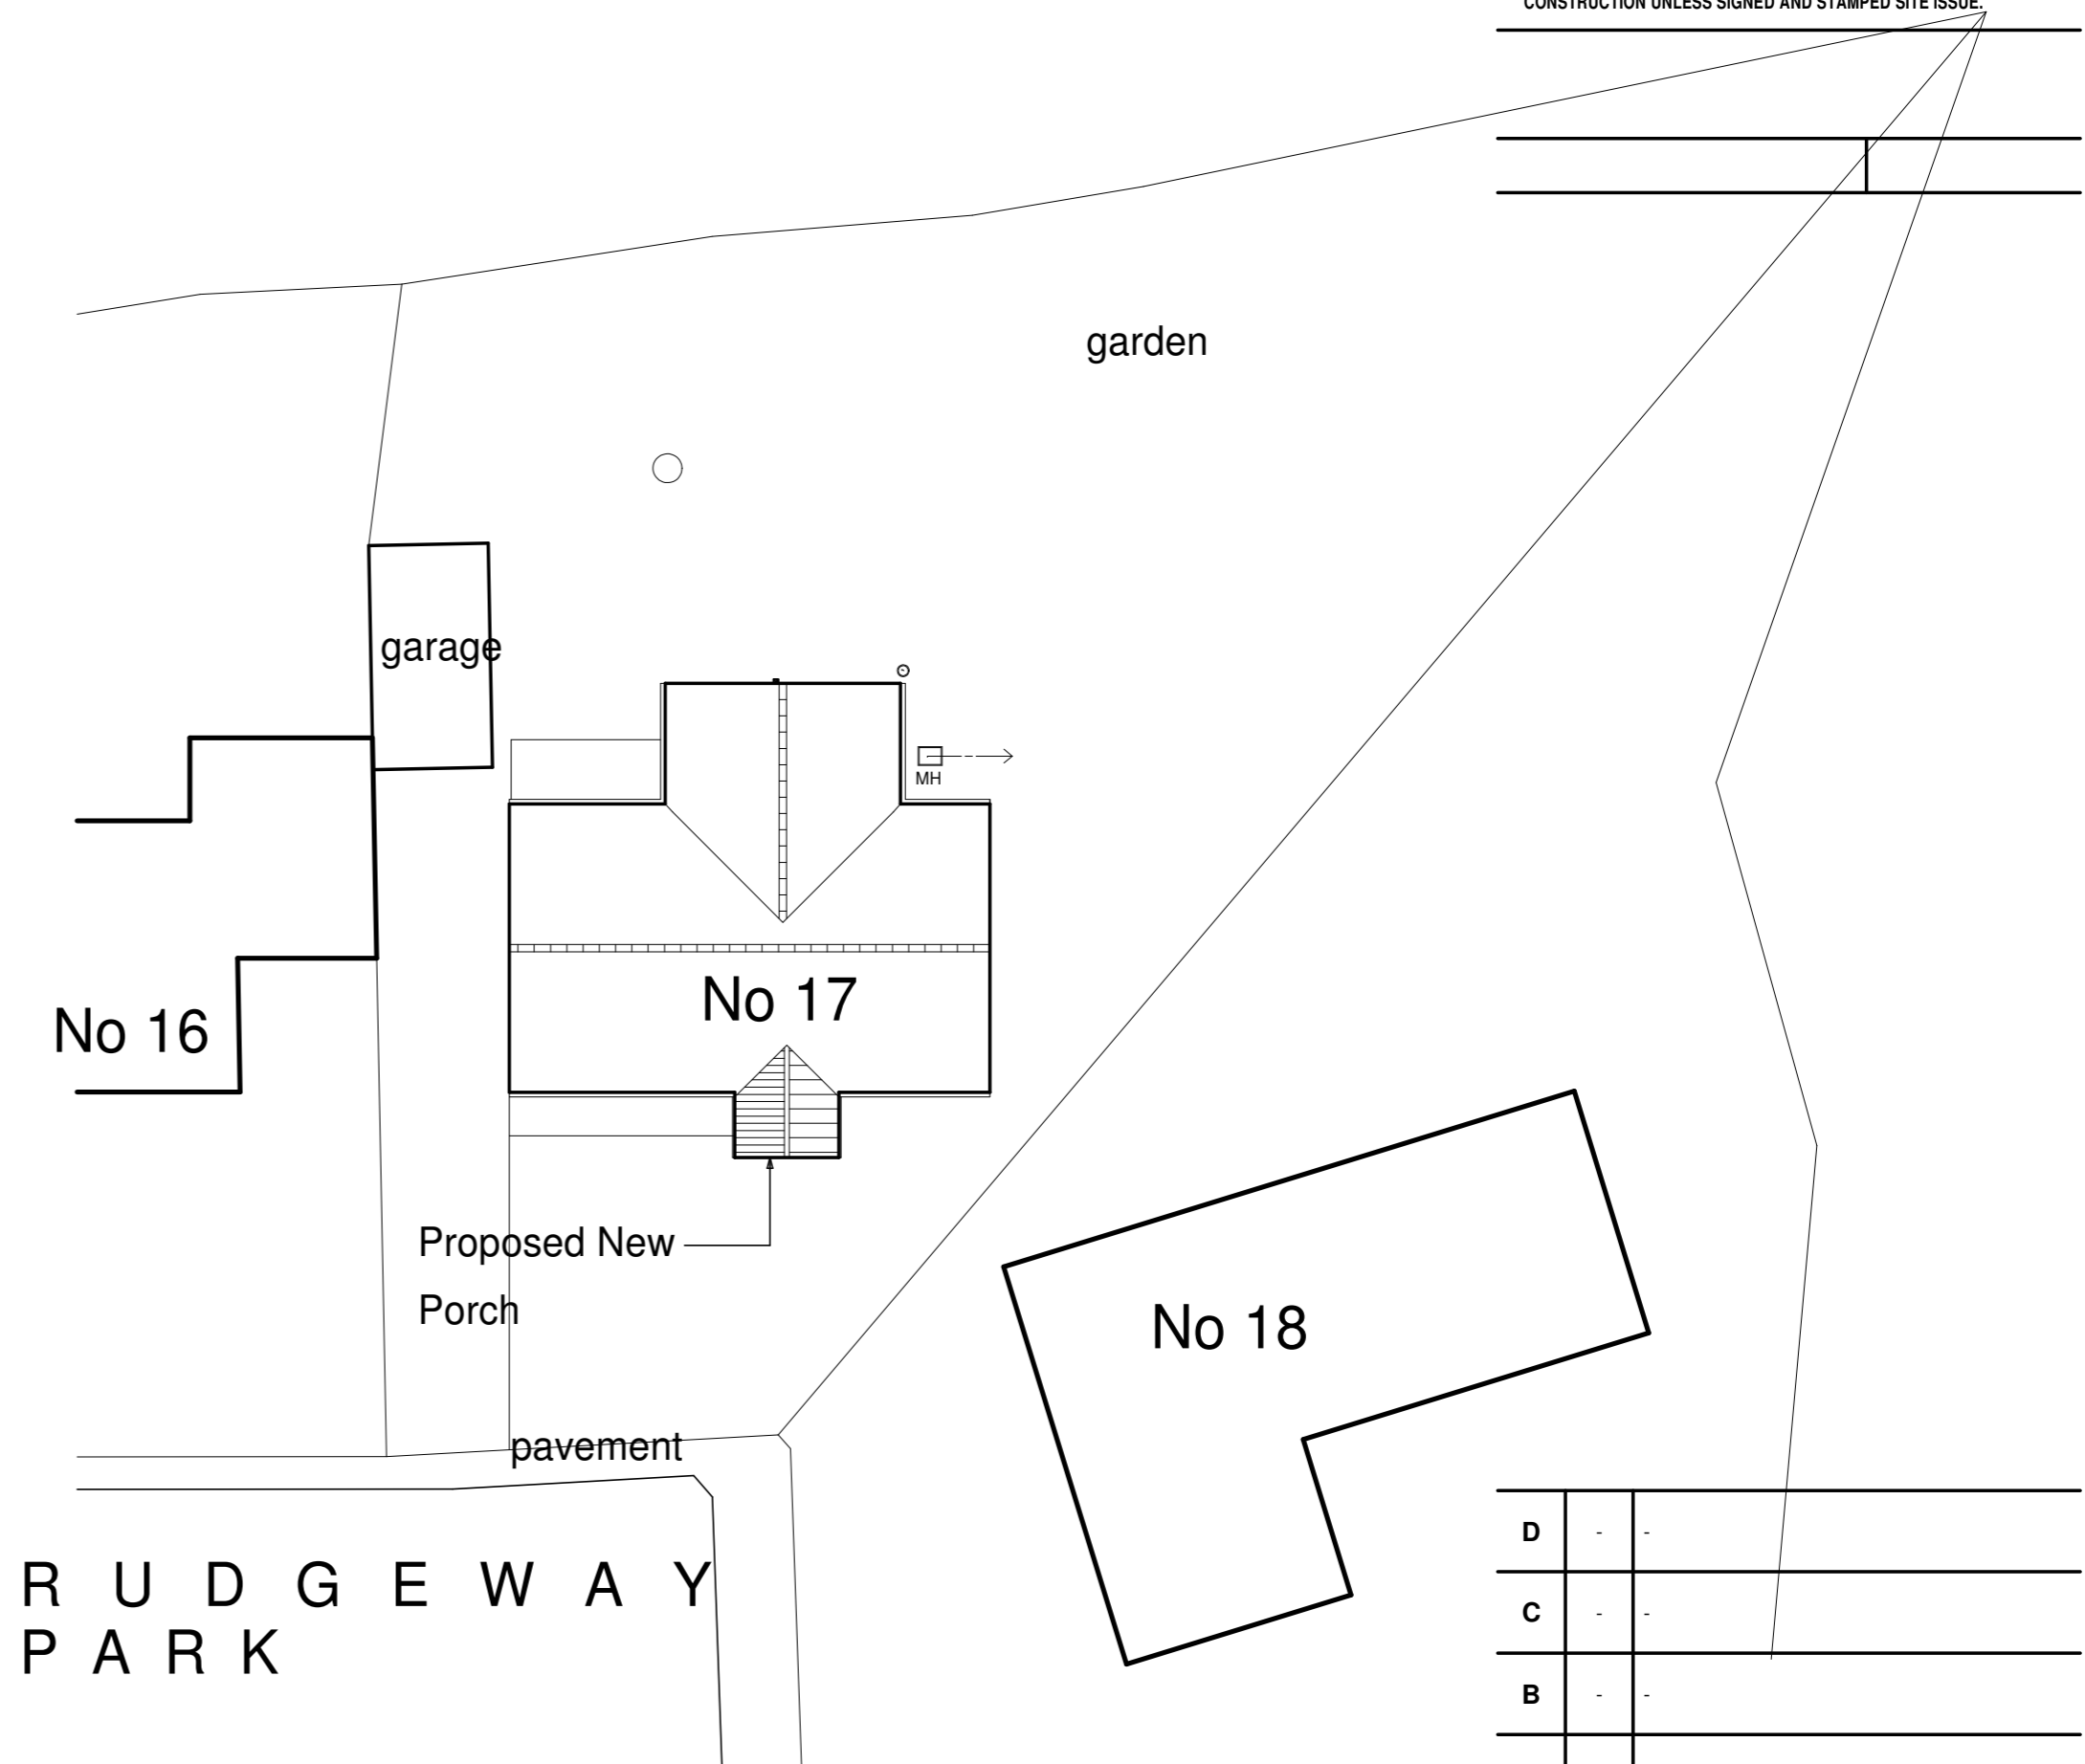 CONSTRUCTION UNLESS SIGNED AND STAMPED SITE ISSUE.
garden
garage
MH
No 17
No 16
Proposed New
Porch
No 18
pavement
R U D G E W A Y
P A R K
D - -
C - -
B - -